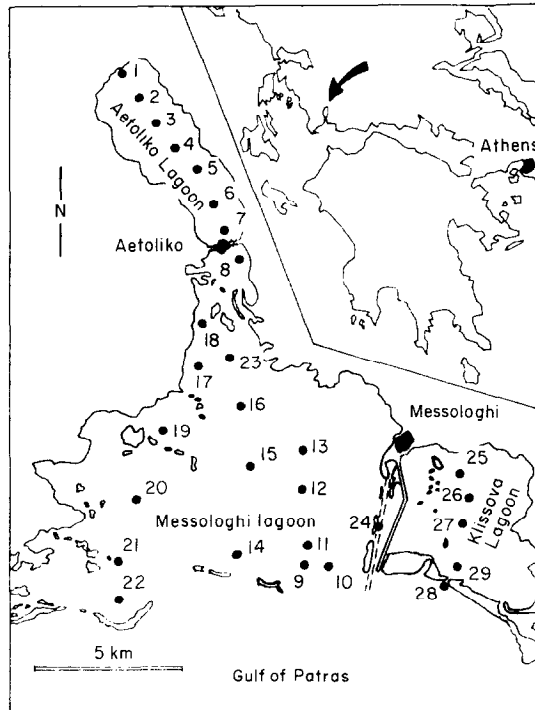 1
2
3
4
5
6
7
8
Aetoliko Lagoon
Athens
N
Aetoliko
18
23
17
16
Messologhi
19
13
15
25
12
26
20
Klissova
Lagoon
24
27
Messologhi lagoon
11
14
21
9
10
29
22
28
5 km
Gulf of Patras